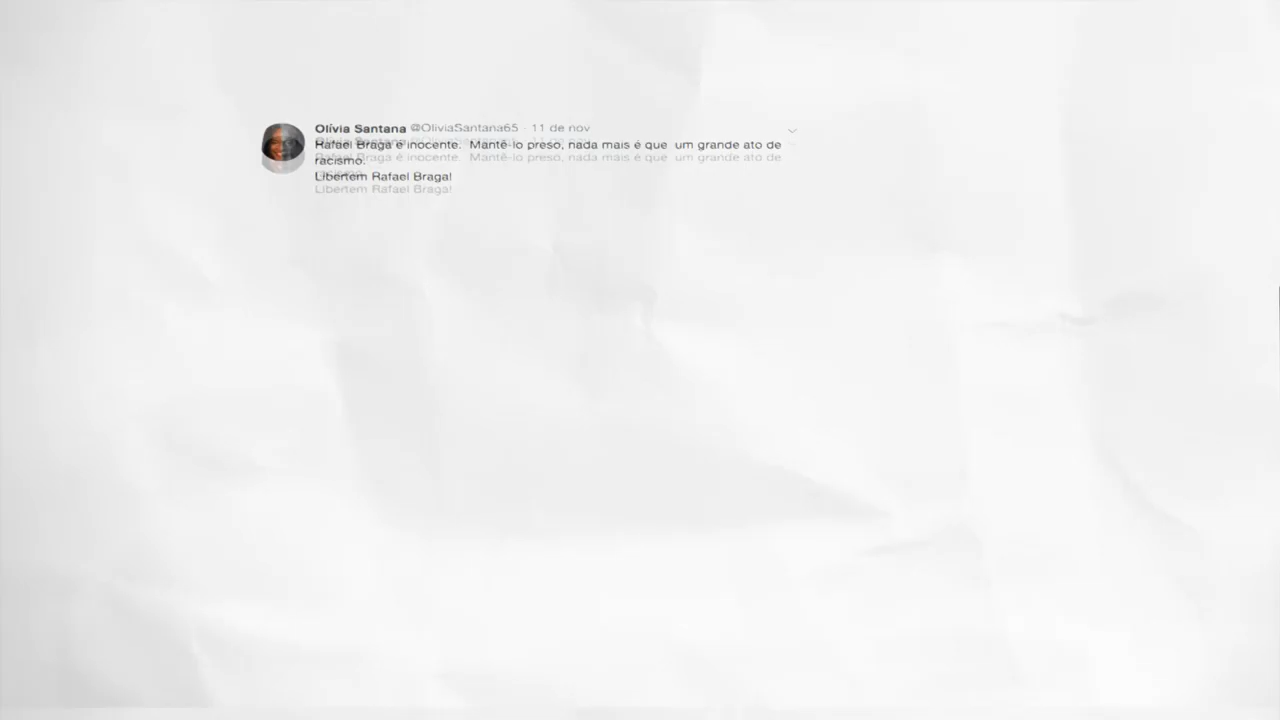 Olívia Santana @OliviaSantana65 · 11 de nov
Rafael Braga é inocente. Mantê-lo preso, nada mais é que um grande ato de
racismo.
Libertem Rafael Braga!